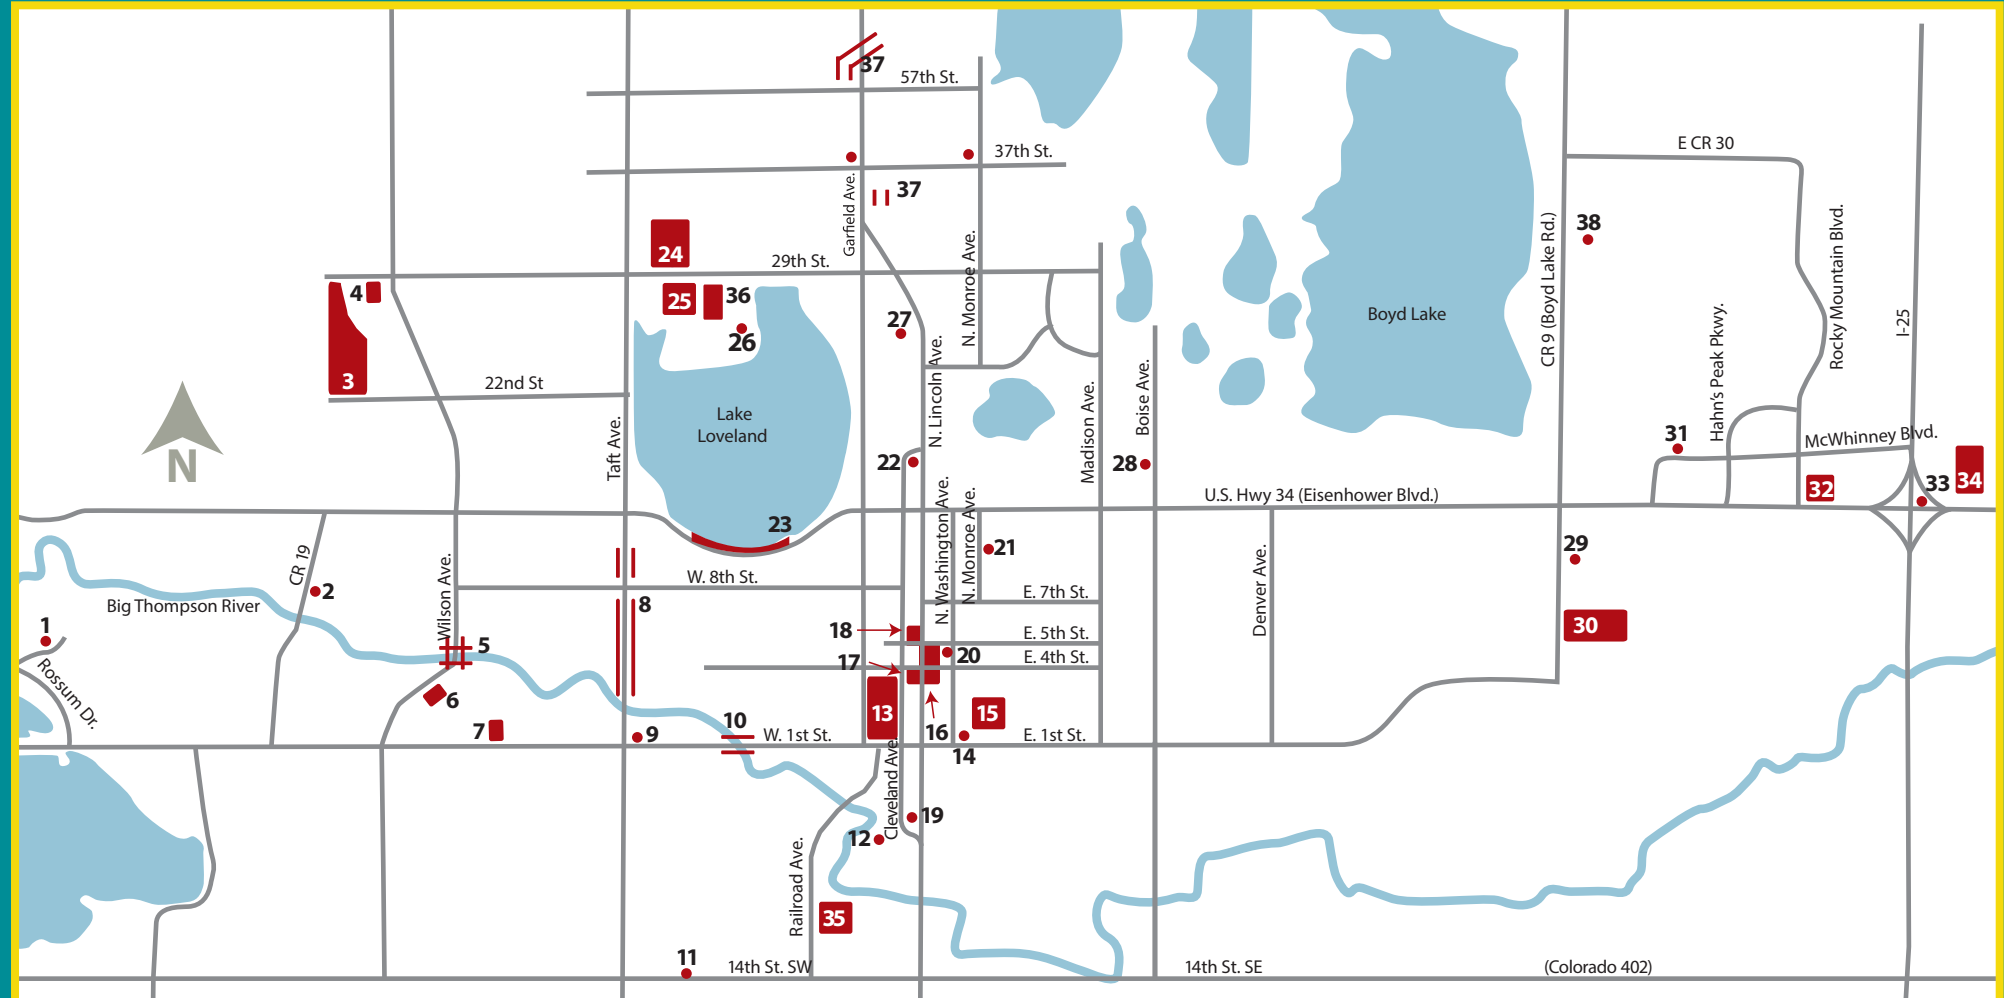 37
57th St.
37th St.
E CR 30
Garfield Ave.
37
38
24
29th St.
N. Monroe Ave.
CR 9 (Boyd Lake Rd.)
Rocky Mountain Blvd.
4
25
36
26
27
Boyd Lake
Hahn's Peak Pkwy.
I-25
3
22nd St
Lake
Loveland
N. Lincoln Ave.
Madison Ave.
Boise Ave.
Taft Ave.
N
22
28
31
McWhinney Blvd.
32
33
34
U.S. Hwy 34 (Eisenhower Blvd.)
23
N. Washington Ave.
N. Monroe Ave.
21
29
CR 19
2
Wilson Ave.
W. 8th St.
Denver Ave.
Big Thompson River
8
E. 7th St.
1
18
E. 5th St.
30
5
17
20
E. 4th St.
Rossum Dr.
6
13
15
7
9
10
W. 1st St.
16
14
E. 1st St.
Cleveland Ave.
19
12
Railroad Ave.
35
11
14th St. SW
14th St. SE
(Colorado 402)